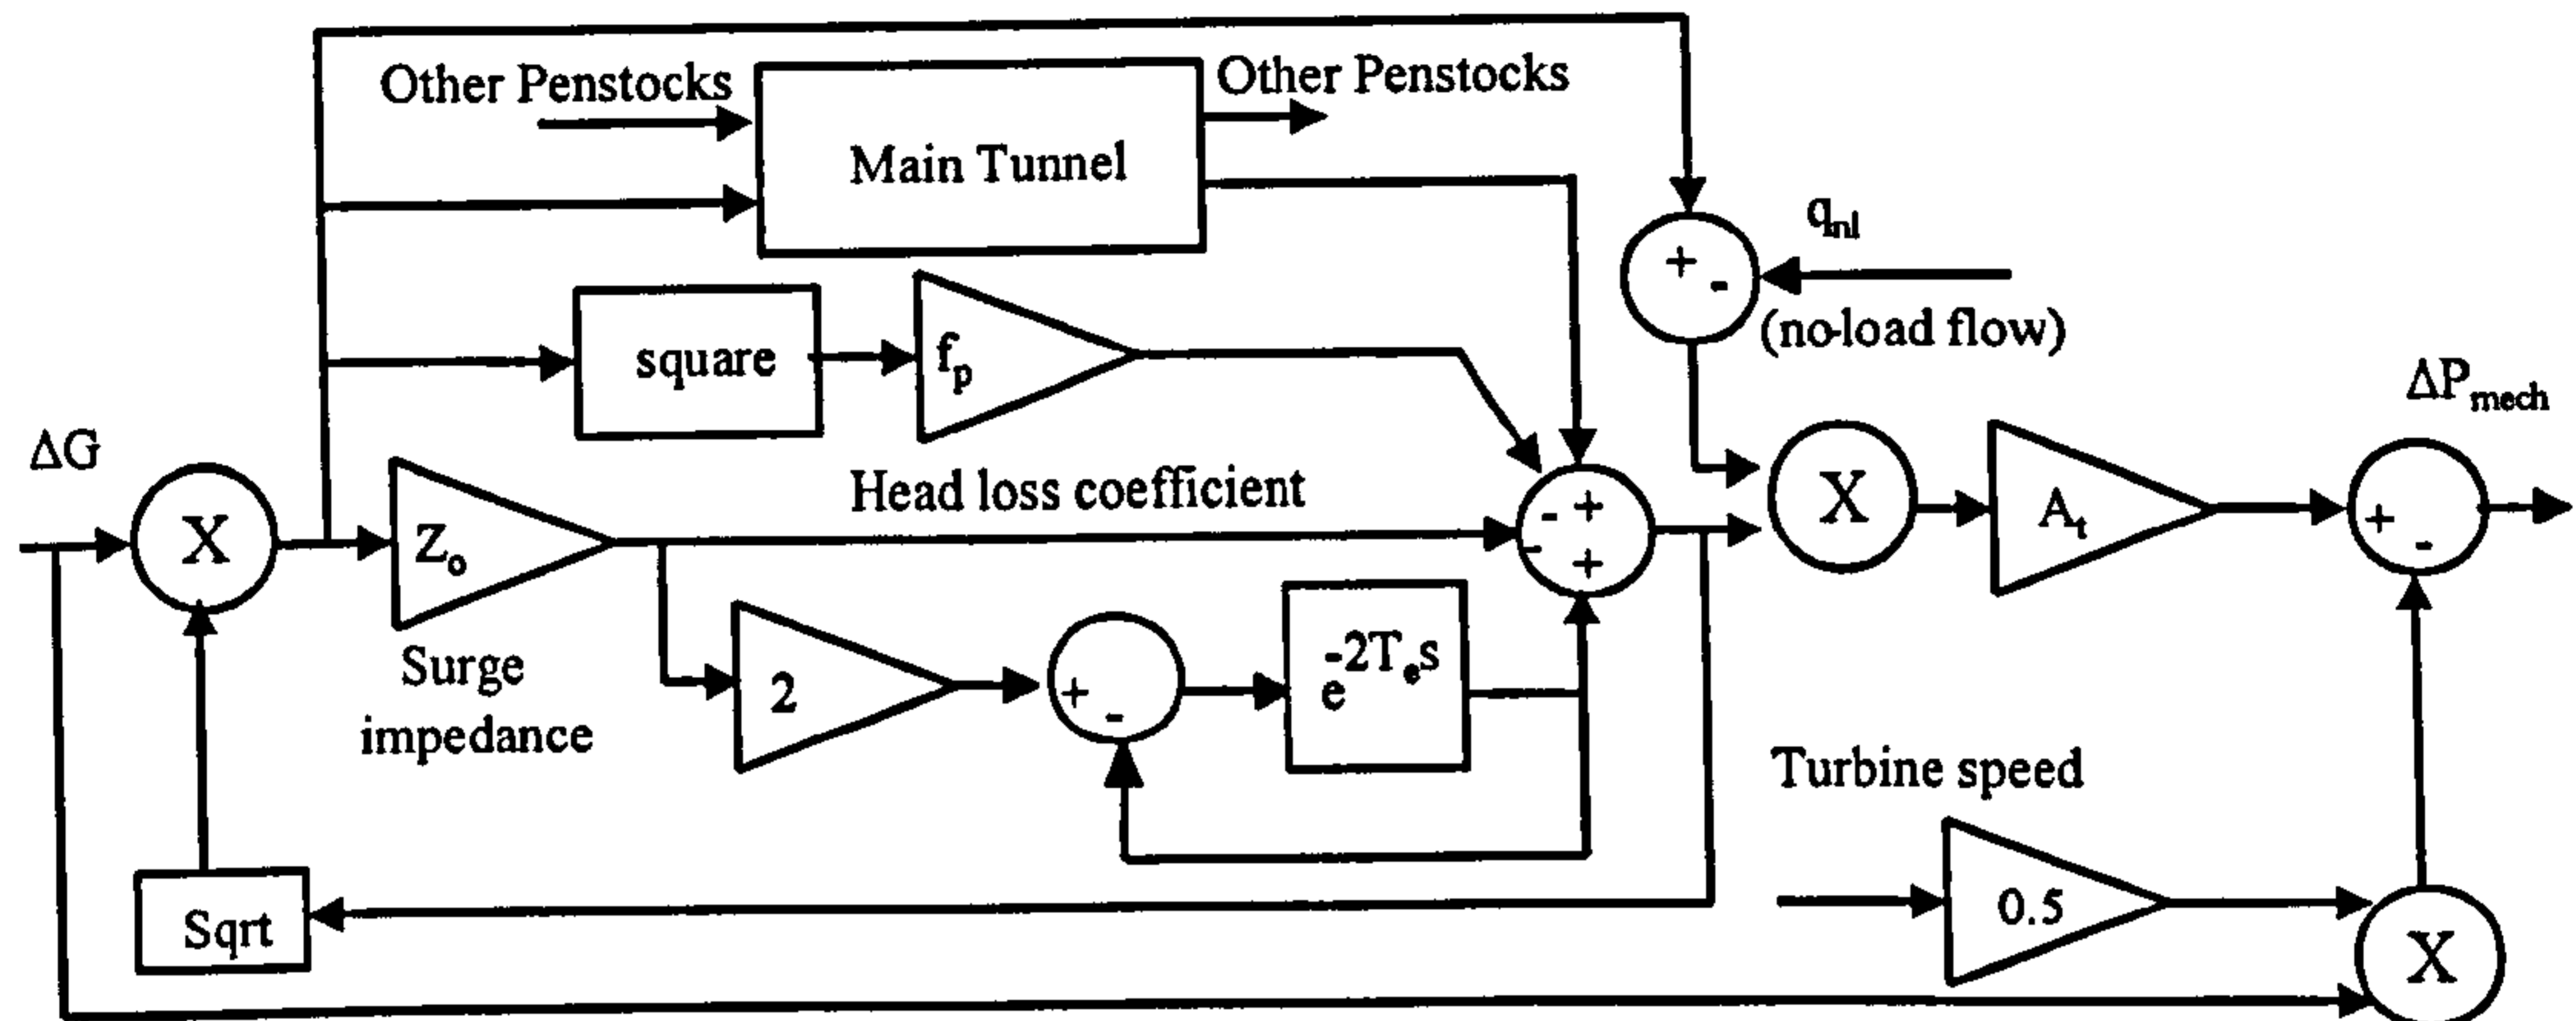 Other Penstocks
Other Penstocks
Main Tunnel
q_nl
+
-
(no-load flow)
square
f_p
ΔP_mech
ΔG
X
Z_o
Head loss coefficient
- +
-
+
X
A_t
+
-
Surge
impedance
2
+
-
e^-2T_e s
Turbine speed
Sqrt
0.5
X